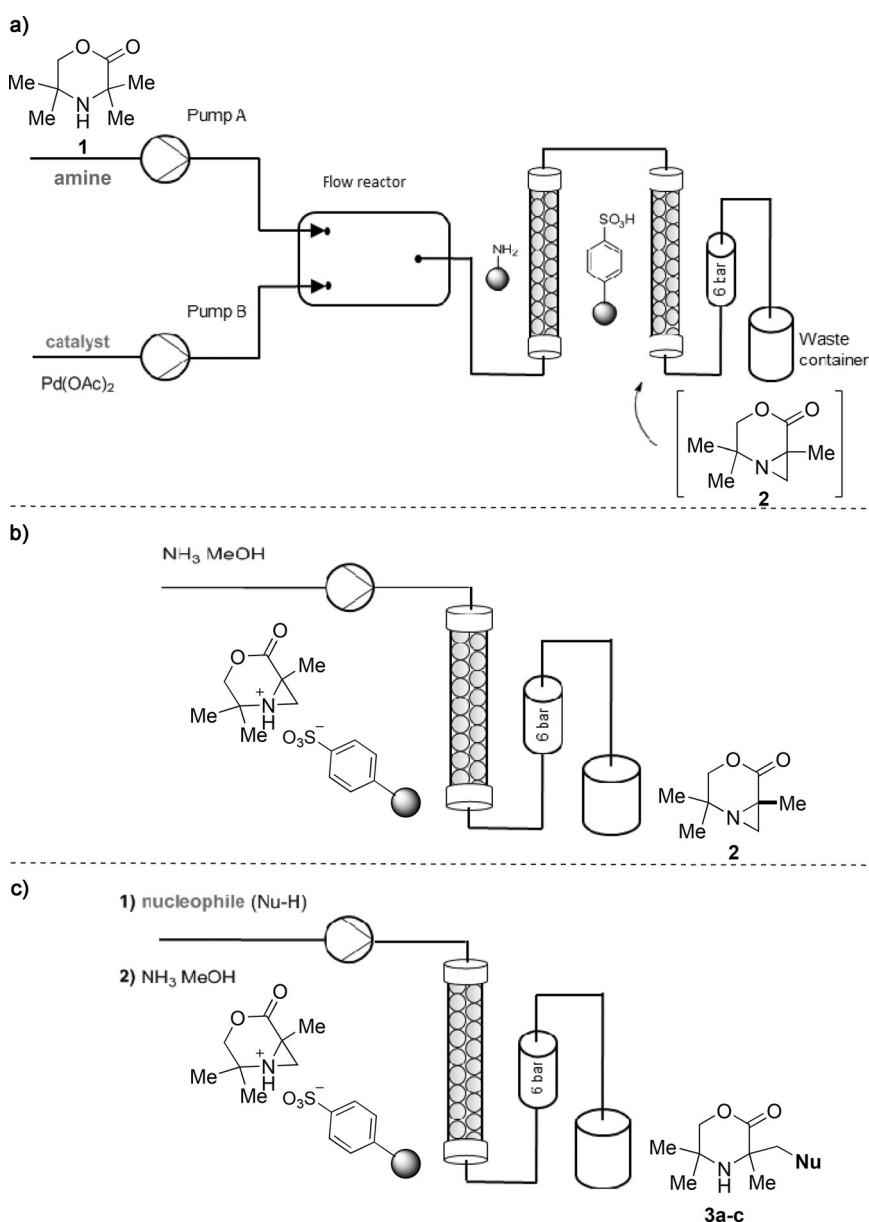 a)
O
O
Me
Me
Me
N
H
Me
1
amine
Pump A
Flow reactor
Pump B
catalyst
Pd(OAc)2
NH2
SO3H
6 bar
Waste
container
O
O
Me
Me
N
Me
2
b)
NH3 MeOH
O
O
Me
+
Me
N
H
Me
O3S−
6 bar
O
O
Me
Me
N
Me
2
c)
1) nucleophile (Nu-H)
2) NH3 MeOH
O
O
Me
+
Me
N
H
Me
O3S−
6 bar
O
O
Me
Nu
Me
N
H
Me
3a-c